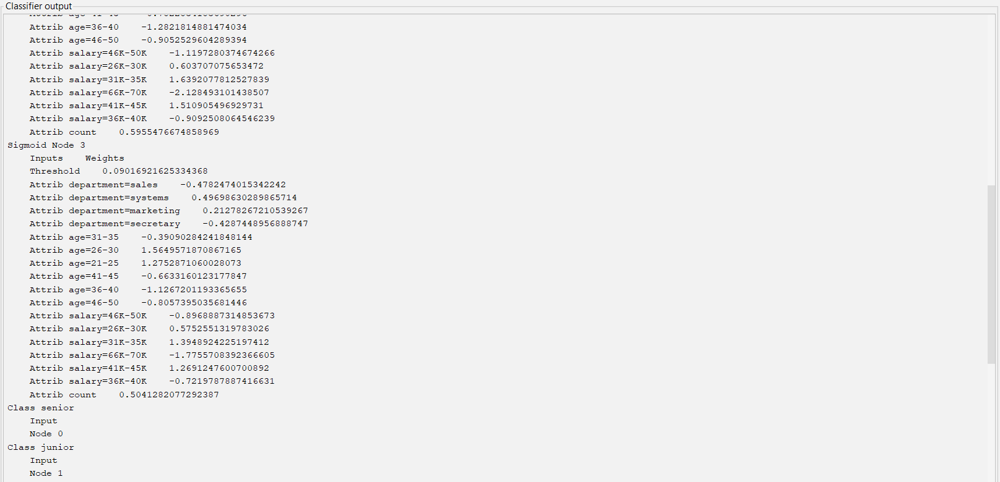 Classifier output
Attrib age=36-40 -1.2821814881474034
Attrib age=46-50 -0.9052529604289394
Attrib salary=46K-50K -1.1197280374674266
Attrib salary=26K-30K 0.603707075653472
Attrib salary=31K-35K 1.6392077812527839
Attrib salary=66K-70K -2.128493101438507
Attrib salary=41K-45K 1.510905496929731
Attrib salary=36K-40K -0.9092508064546239
Attrib count 0.5955476674858969
Sigmoid Node 3
Inputs Weights
Threshold 0.09016921625334368
Attrib department=sales -0.4782474015342242
Attrib department=systems 0.49698630289865714
Attrib department=marketing 0.21278267210539267
Attrib department=secretary -0.4287448956888747
Attrib age=31-35 -0.39090284241848144
Attrib age=26-30 1.5649571870867165
Attrib age=21-25 1.2752871060028073
Attrib age=41-45 -0.6633160123177847
Attrib age=36-40 -1.1267201193365655
Attrib age=46-50 -0.8057395035681446
Attrib salary=46K-50K -0.8968887314853673
Attrib salary=26K-30K 0.5752551319783026
Attrib salary=31K-35K 1.3948924225197412
Attrib salary=66K-70K -1.7755708392366605
Attrib salary=41K-45K 1.2691247600700892
Attrib salary=36K-40K -0.7219787887416631
Attrib count 0.5041282077292387
Class senior
Input
Node 0
Class junior
Input
Node 1